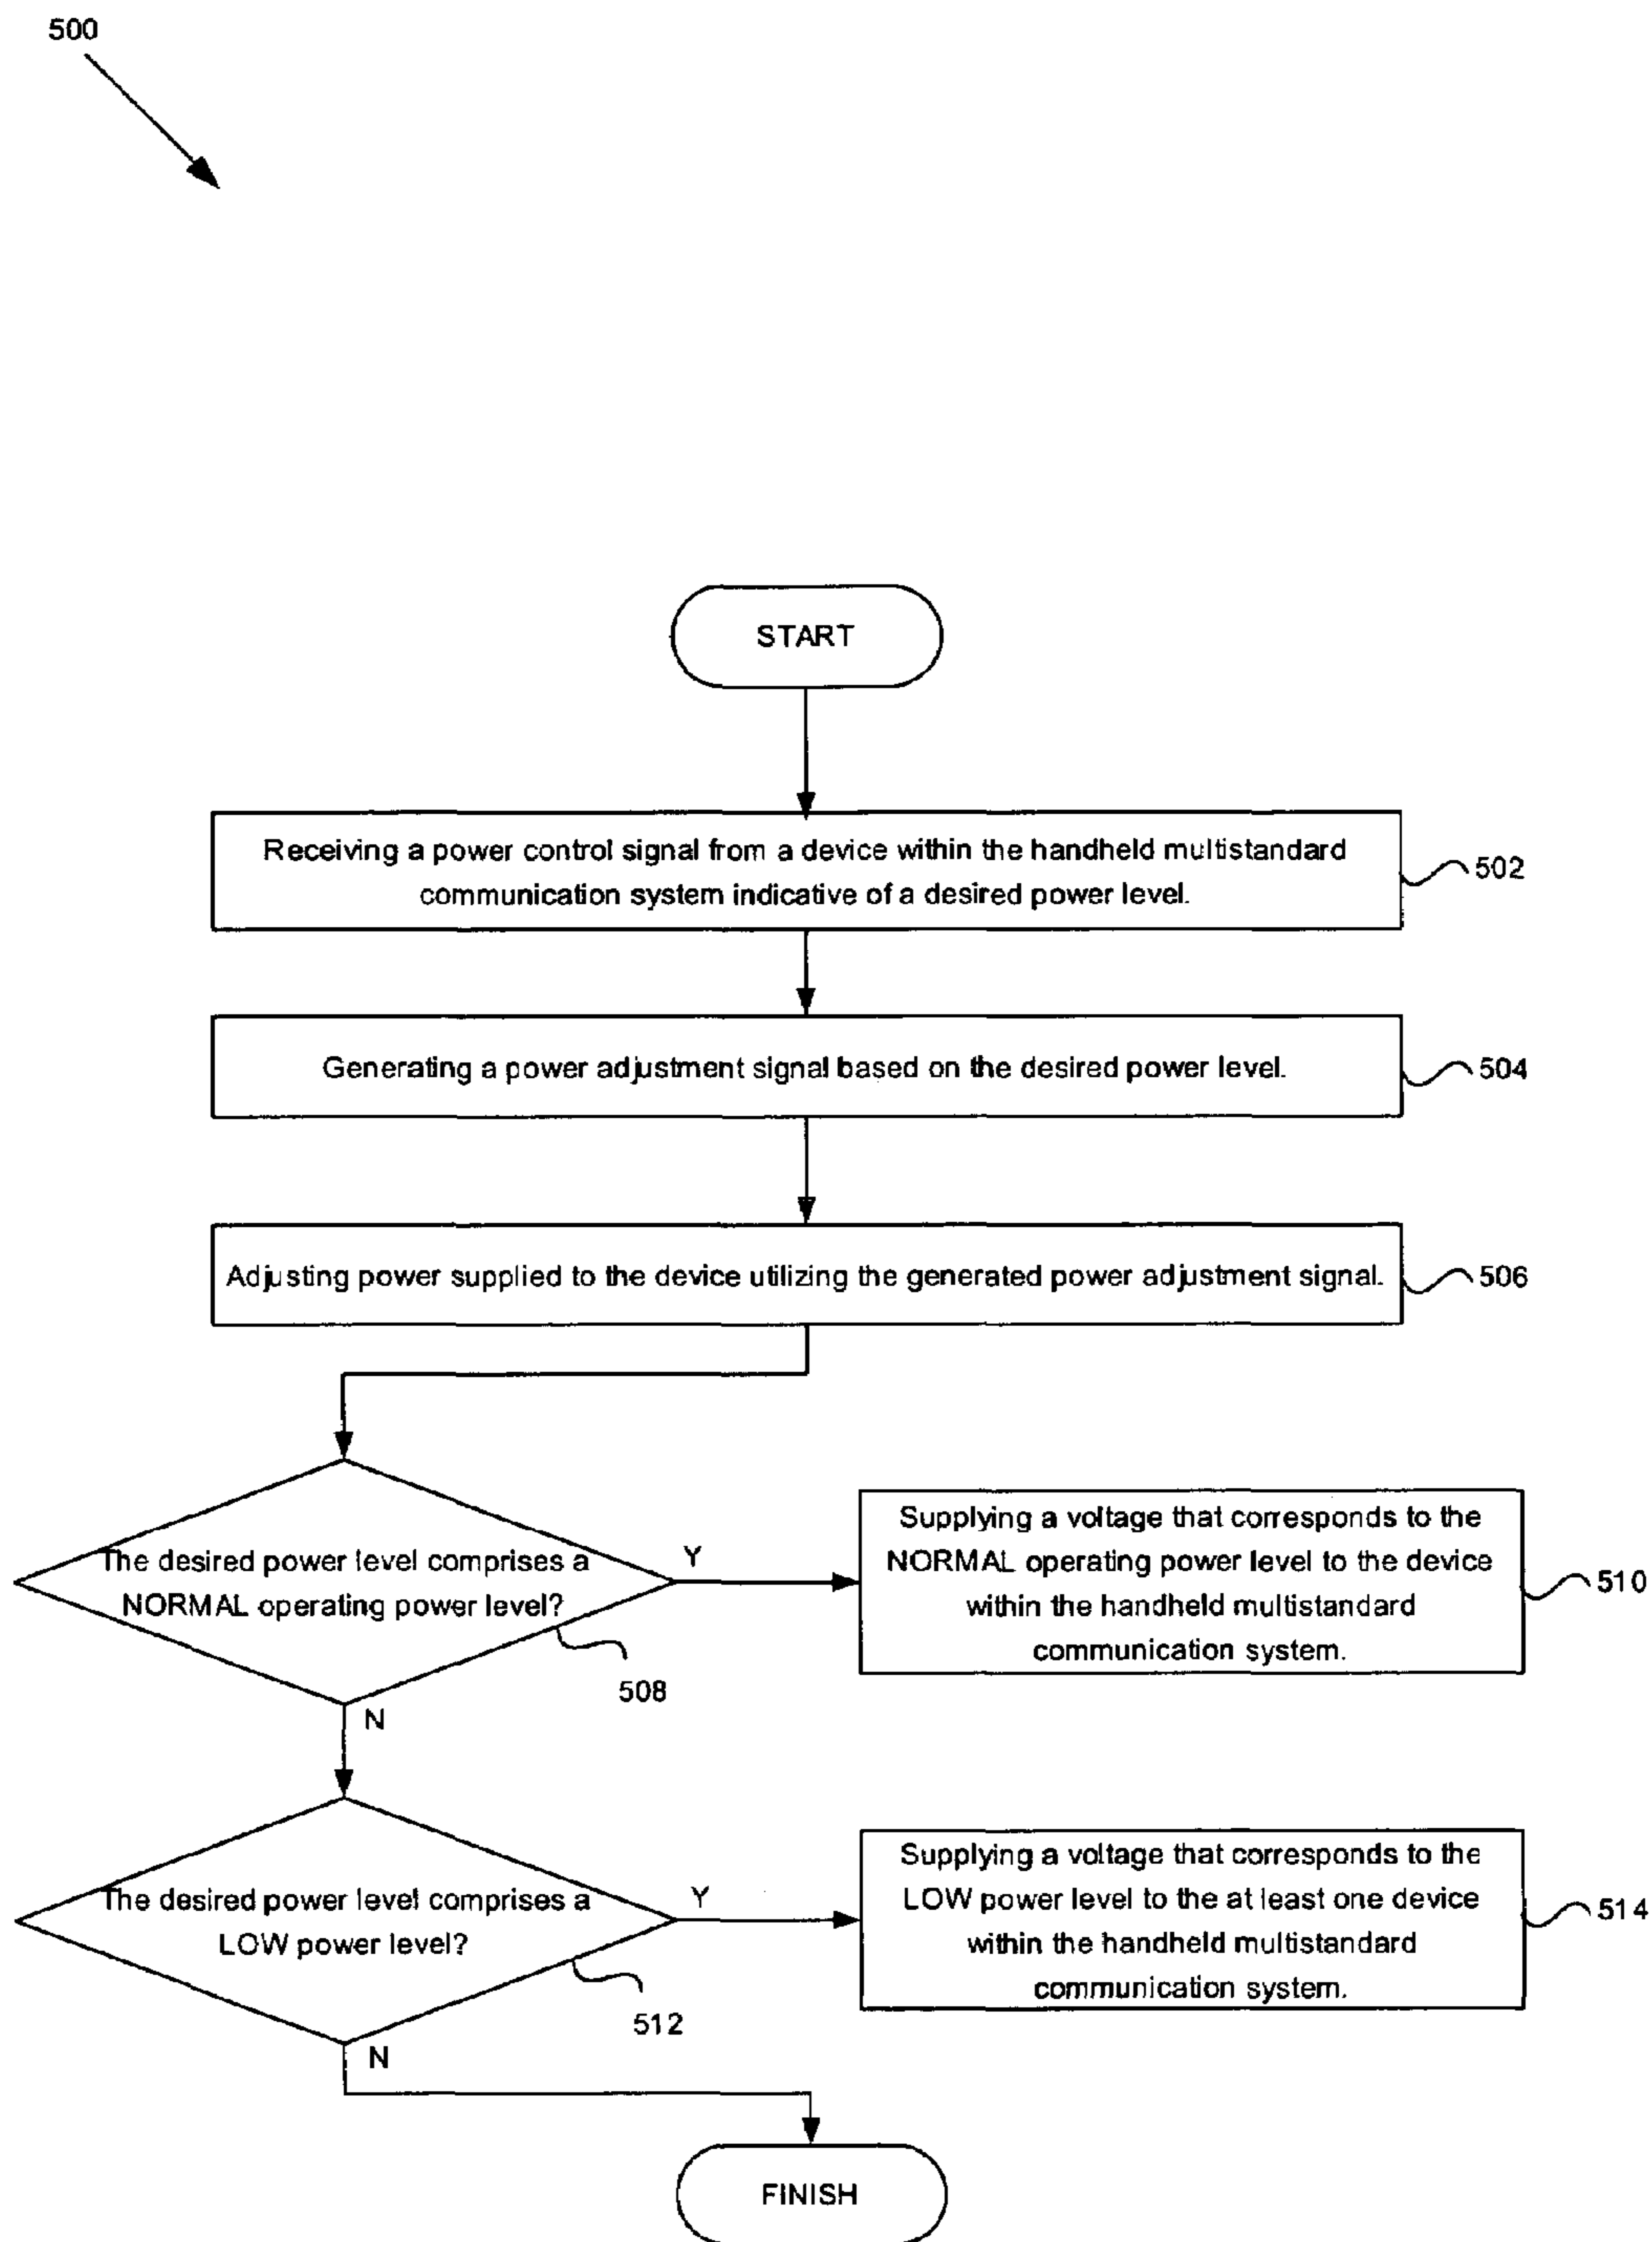 500
START
Receiving a power control signal from a device within the handheld multistandard
communication system indicative of a desired power level.
502
Generating a power adjustment signal based on the desired power level.
504
Adjusting power supplied to the device utilizing the generated power adjustment signal.
506
The desired power level comprises a
NORMAL operating power level?
508
Y
N
Supplying a voltage that corresponds to the
NORMAL operating power level to the device
within the handheld multistandard
communication system.
510
The desired power level comprises a
LOW power level?
512
Y
N
Supplying a voltage that corresponds to the
LOW power level to the at least one device
within the handheld multistandard
communication system.
514
FINISH